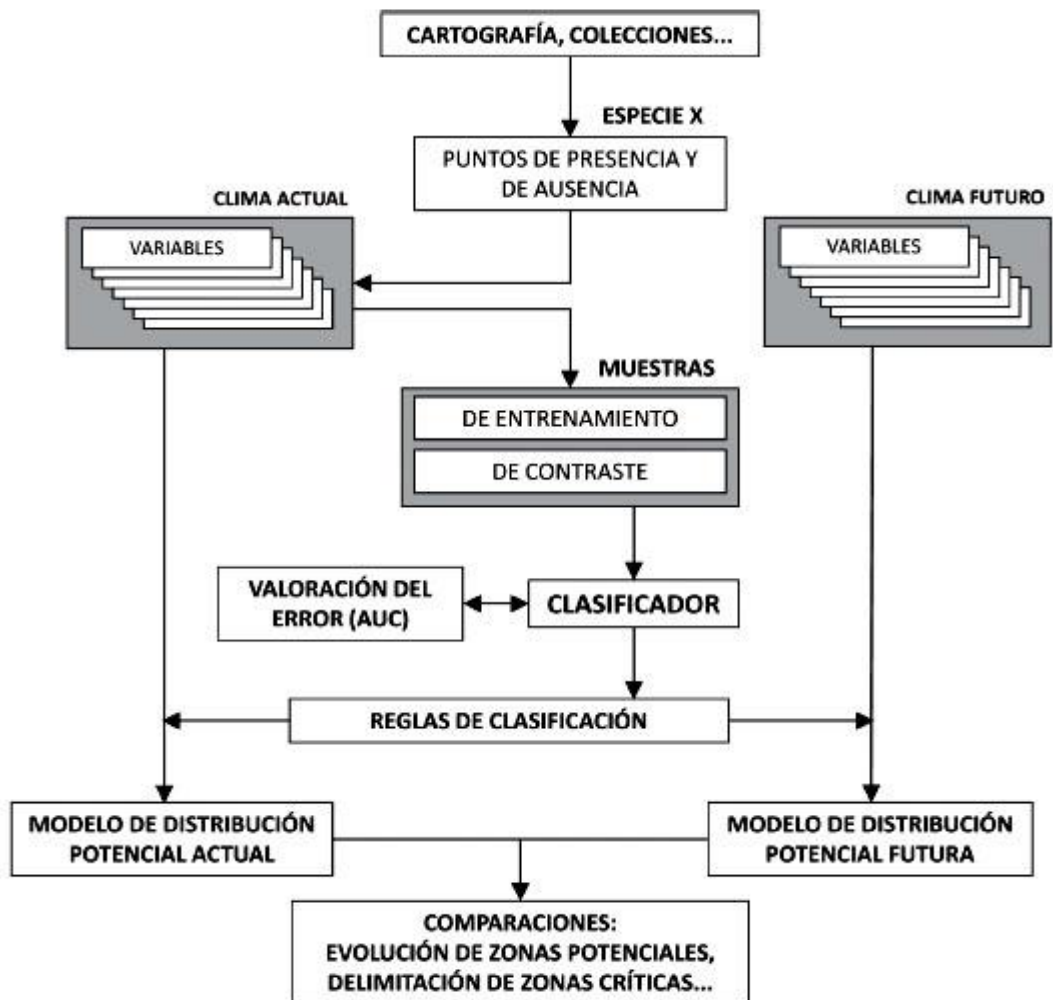 CARTOGRAFÍA, COLECCIONES...
ESPECIE X
PUNTOS DE PRESENCIA Y
DE AUSENCIA
CLIMA ACTUAL
VARIABLES
CLIMA FUTURO
VARIABLES
MUESTRAS
DE ENTRENAMIENTO
DE CONTRASTE
VALORACIÓN DEL
ERROR (AUC)
CLASIFICADOR
REGLAS DE CLASIFICACIÓN
MODELO DE DISTRIBUCIÓN
POTENCIAL ACTUAL
MODELO DE DISTRIBUCIÓN
POTENCIAL FUTURA
COMPARACIONES:
EVOLUCIÓN DE ZONAS POTENCIALES,
DELIMITACIÓN DE ZONAS CRÍTICAS...